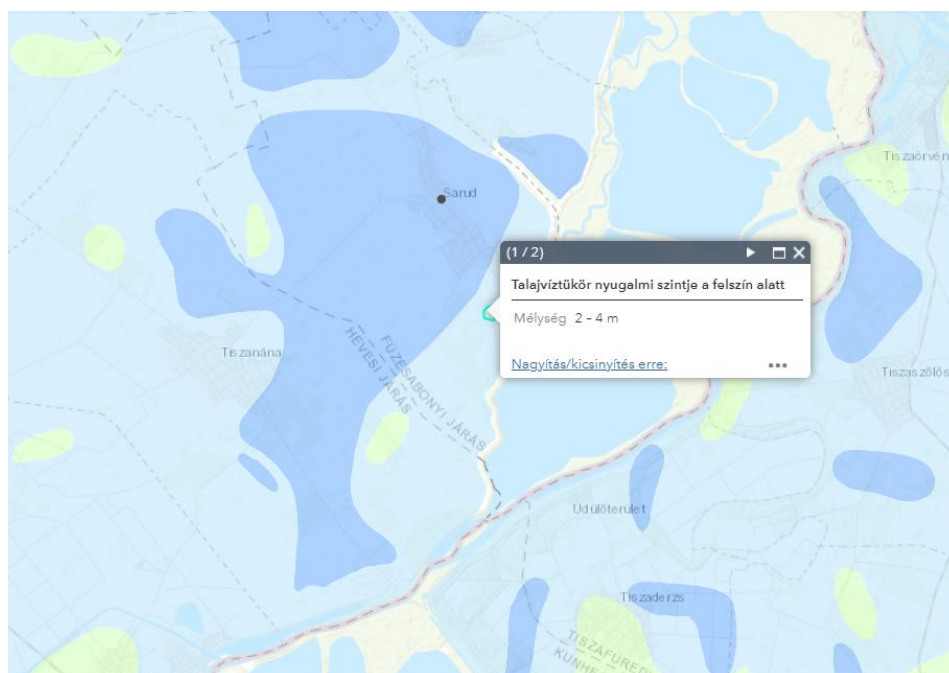 Tiszaörvén
Sarud
(1 / 2)
Talajvíztükör nyugalmi szintje a felszín alatt
Mélység 2 - 4 m
Nagyítás/kicsinyítés erre:
Tiszanána
FÜZESABONYI JÁRÁS
HEVESI JÁRÁS
Tiszaszőlős
Üdülőterület
Tiszaderzs
TISZAFÜRED
KUNHE